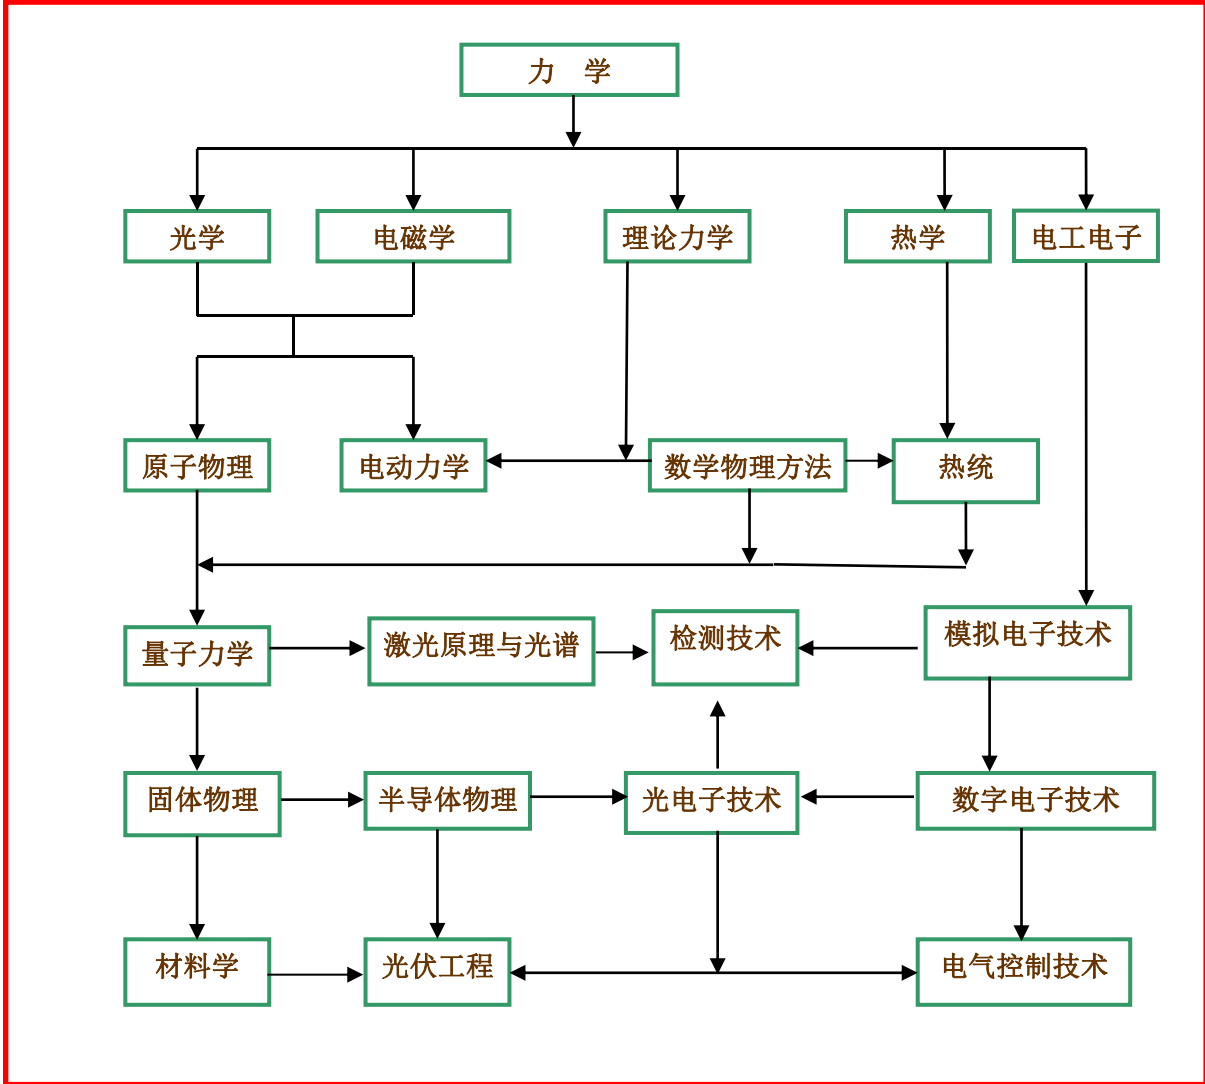 力 学
光学
电磁学
理论力学
热学
电工电子
原子物理
电动力学
数学物理方法
热统
量子力学
激光原理与光谱
检测技术
模拟电子技术
固体物理
半导体物理
光电子技术
数字电子技术
材料学
光伏工程
电气控制技术